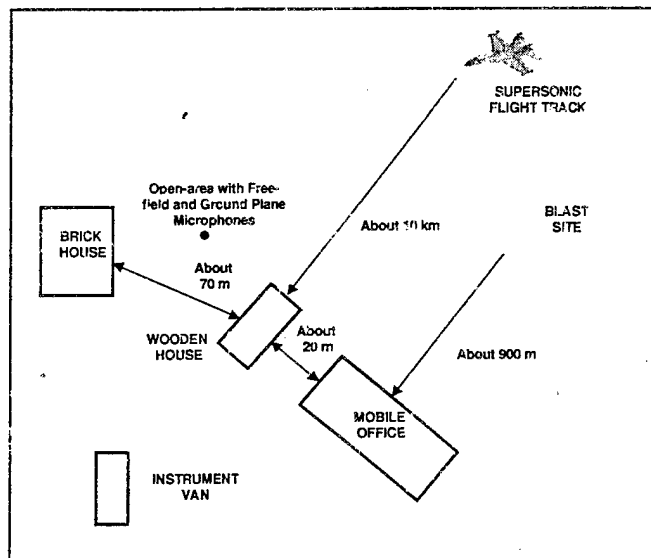 SUPERSONIC
FLIGHT TRACK
Open-area with Free-
field and Ground Plane
Microphones
BLAST
SITE
About 10 km
BRICK
HOUSE
About
70 m
WOODEN
HOUSE
About
20 m
About 900 m
MOBILE
OFFICE
INSTRUMENT
VAN